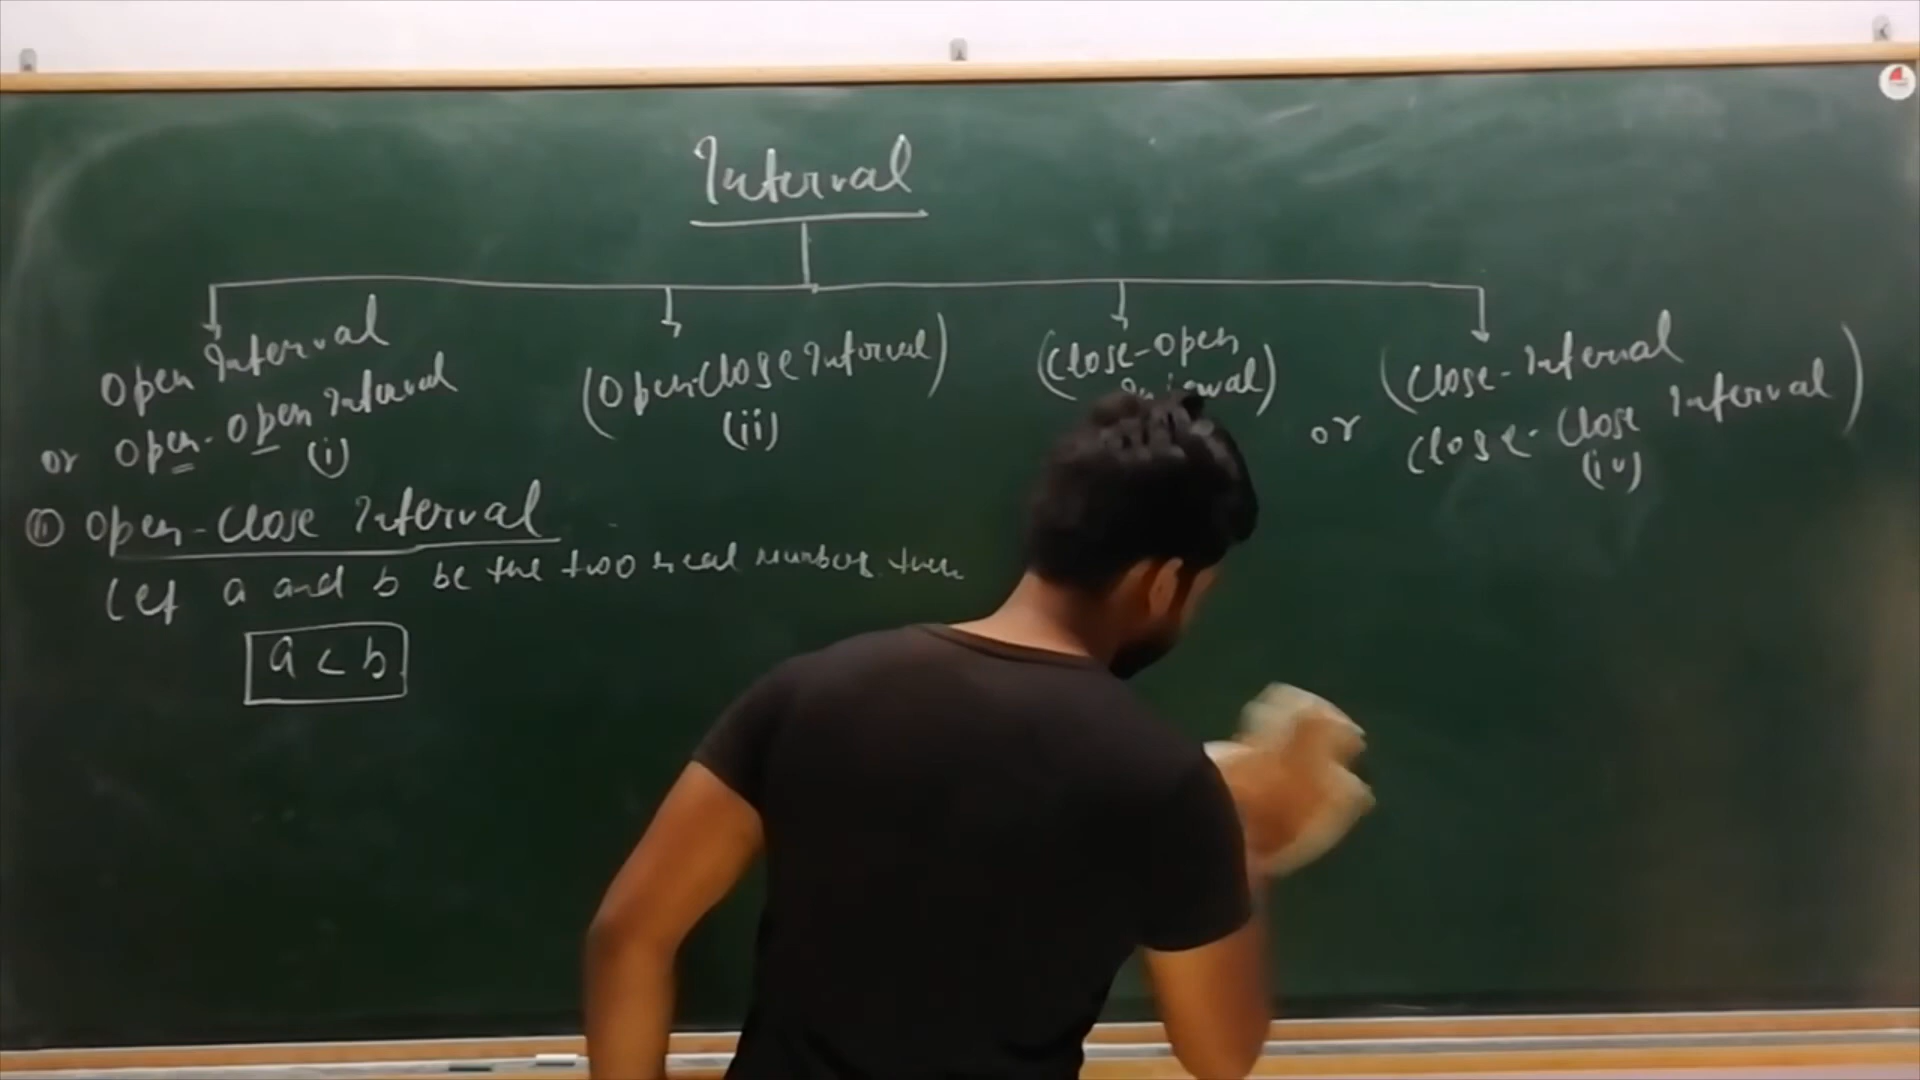 Interval
Open Interval
or Open-Open Interval
(i)
(Open-Close Interval)
(ii)
(Close-Open
Interval)
(Close-Interval
or Close-Close Interval)
(iv)
(ii) Open-Close Interval
Let a and b be the two real number then
a < b